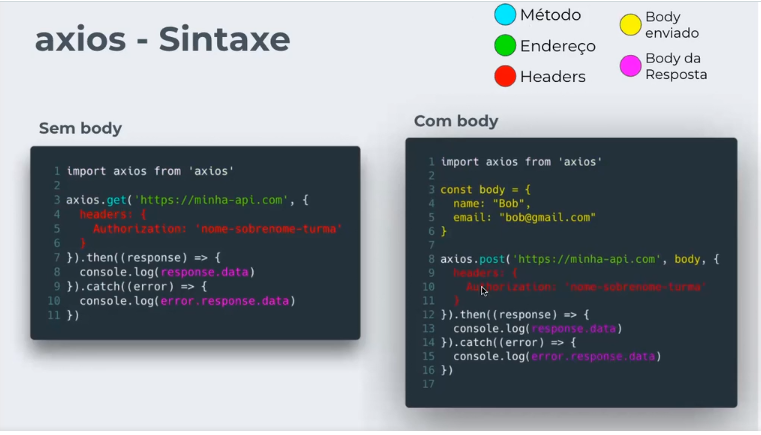 axios - Sintaxe
Método
Endereço
Headers
Body
enviado
Body da
Resposta
Sem body
1 import axios from 'axios'
2
3 axios.get('https://minha-api.com', {
4   headers: {
5     Authorization: 'nome-sobrenome-turma'
6   }
7 }).then((response) => {
8   console.log(response.data)
9 }).catch((error) => {
10   console.log(error.response.data)
11 })
Com body
1 import axios from 'axios'
2
3 const body = {
4   name: "Bob",
5   email: "bob@gmail.com"
6 }
7
8 axios.post('https://minha-api.com', body, {
9   headers: {
10     Authorization: 'nome-sobrenome-turma'
11   }
12 }).then((response) => {
13   console.log(response.data)
14 }).catch((error) => {
15   console.log(error.response.data)
16 })
17